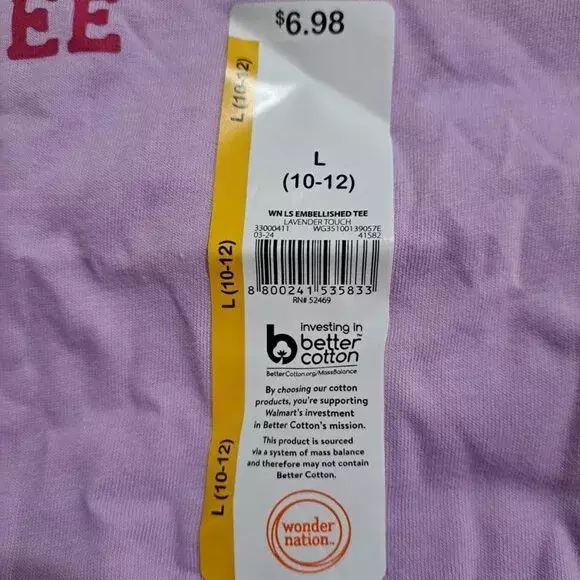 EE
$6.98
L (10-12)
L
(10-12)
WN LS EMBELLISHED TEE
LAVENDER TOUCH
33000411 WG35100139057E
03-24 41582
8 800241 535833
RN# 52469
L (10-12)
investing in
better™
cotton
BetterCotton.org/MassBalance
By choosing our cotton
products, you're supporting
Walmart's investment
in Better Cotton's mission.
This product is sourced
via a system of mass balance
and therefore may not contain
Better Cotton.
L (10-12)
wonder
nation™